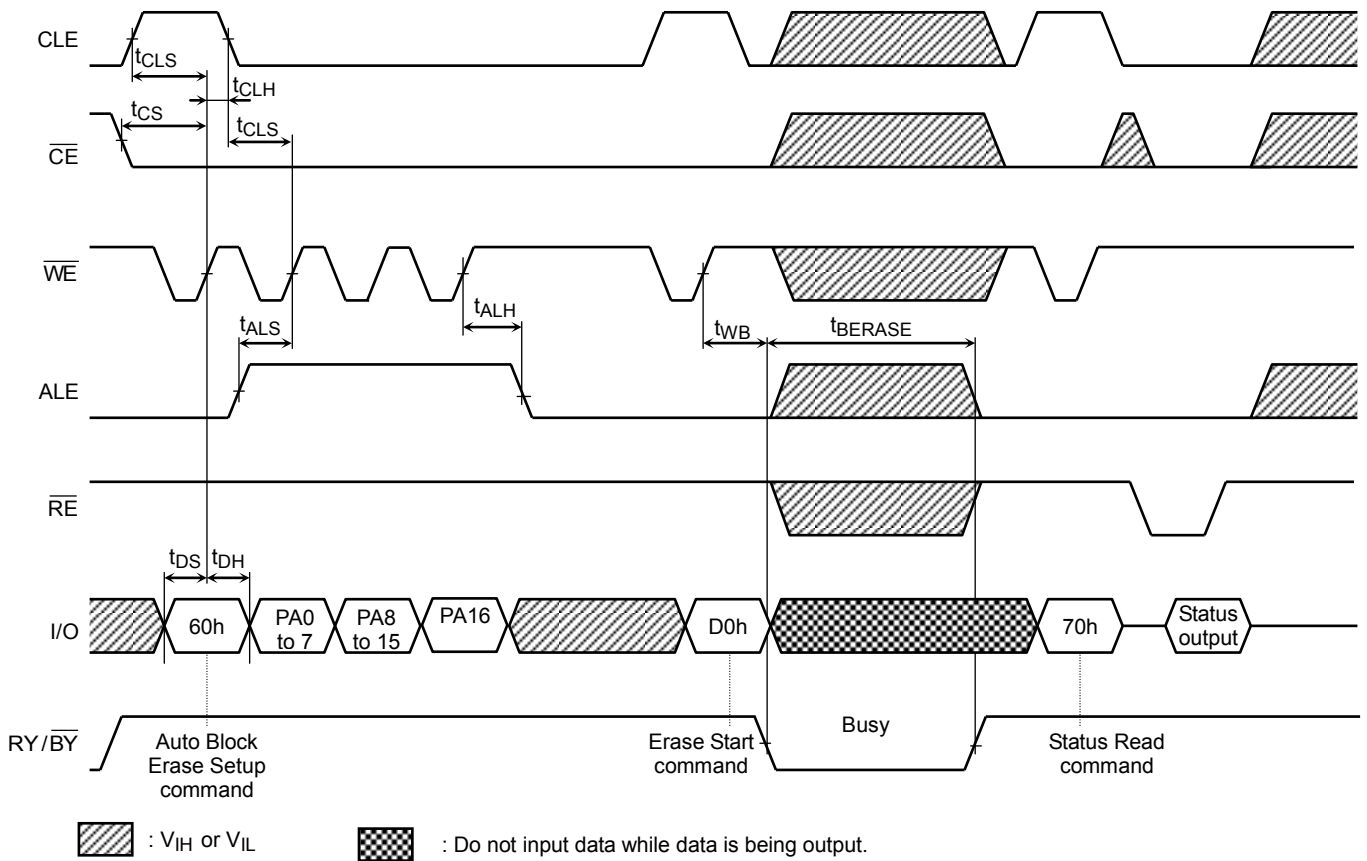 CLE
tCLS
tCLH
tCS
tCLS
CE
WE
tALS
tALH
tWB
tBERASE
ALE
RE
tDS
tDH
I/O
60h
PA0
to 7
PA8
to 15
PA16
D0h
70h
Status
output
RY/BY
Busy
Auto Block
Erase Setup
command
Erase Start
command
Status Read
command
: VIH or VIL
: Do not input data while data is being output.